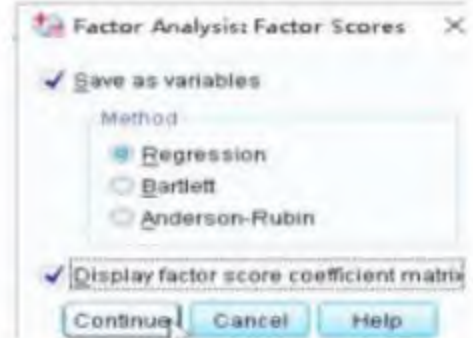 Factor Analysis: Factor Scores
Save as variables
Method
Regression
Bartlett
Anderson-Rubin
Display factor score coefficient matrix
Continue Cancel Help